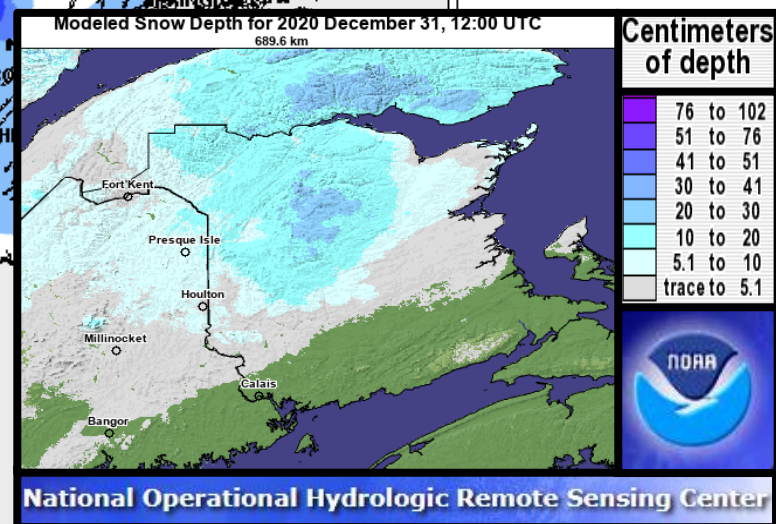 Modeled Snow Depth for 2020 December 31, 12:00 UTC
689.6 km
Fort Kent
Presque Isle
Houlton
Millinocket
Calais
Bangor
Centimeters
of depth
76 to 102
51 to 76
41 to 51
30 to 41
20 to 30
10 to 20
5.1 to 10
trace to 5.1
NOAA
National Operational Hydrologic Remote Sensing Center